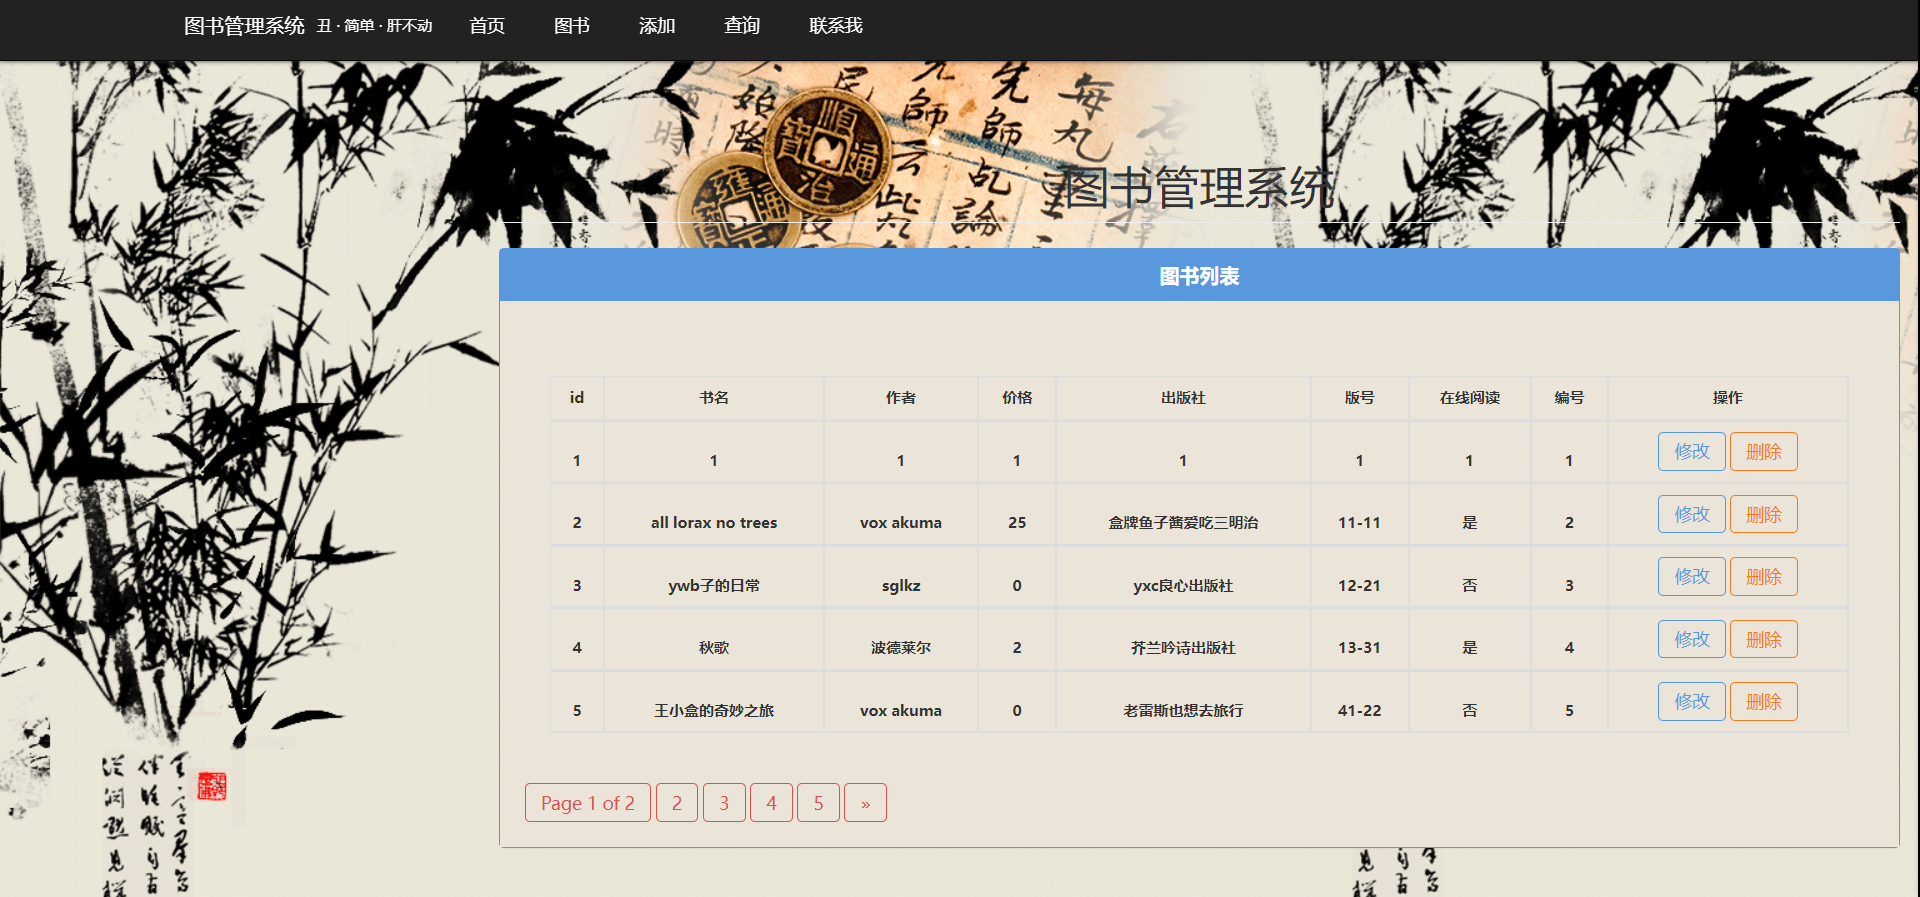 图书管理系统 丑 · 简单 · 肝不动 首页 图书 添加 查询 联系我
图书管理系统
图书列表
id 书名 作者 价格 出版社 版号 在线阅读 编号 操作
1 1 1 1 1 1 1 1 修改 删除
2 all lorax no trees vox akuma 25 盒牌鱼子酱爱吃三明治 11-11 是 2 修改 删除
3 ywb子的日常 sglkz 0 yxc良心出版社 12-21 否 3 修改 删除
4 秋歌 波德莱尔 2 芥兰吟诗出版社 13-31 是 4 修改 删除
5 王小盒的奇妙之旅 vox akuma 0 老雷斯也想去旅行 41-22 否 5 修改 删除
Page 1 of 2 2 3 4 5 »